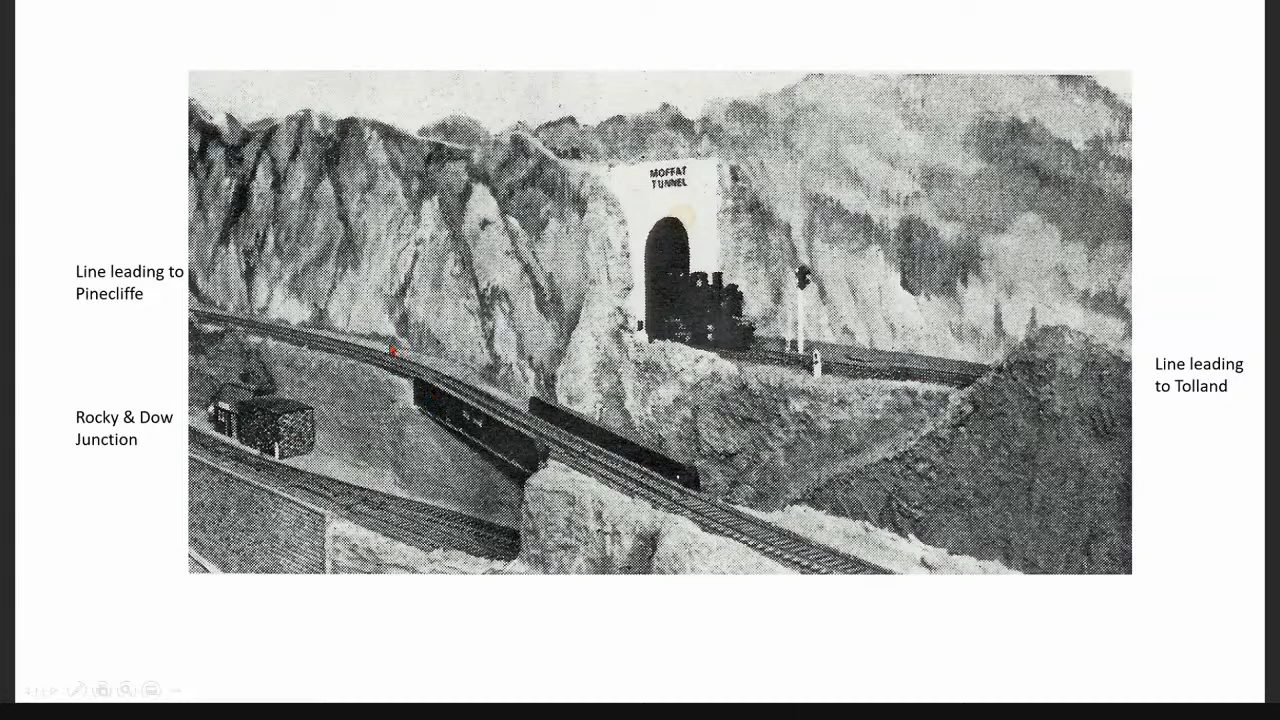 MOFFAT
TUNNEL
Line leading to
Pinecliffe
Line leading
to Tolland
Rocky & Dow
Junction